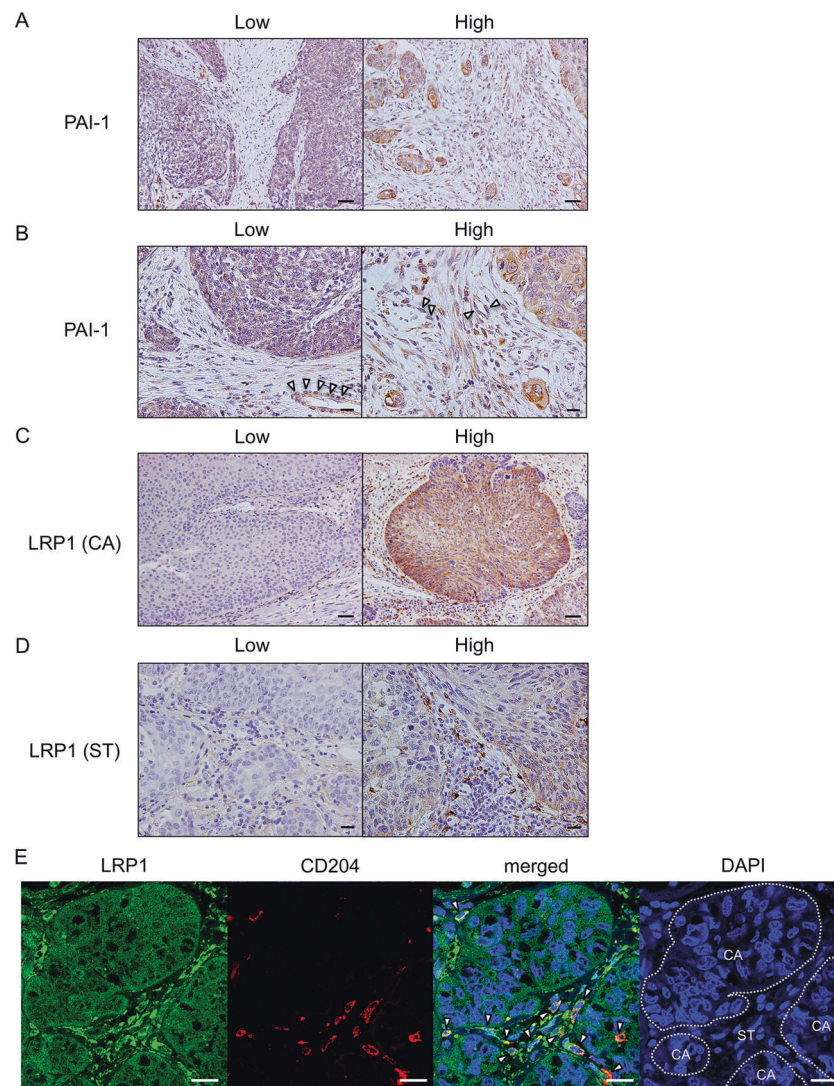 A
Low High
PAI-1
B
Low High
PAI-1
C
Low High
LRP1 (CA)
D
Low High
LRP1 (ST)
E
LRP1 CD204 merged DAPI
CA
CA
ST
CA
CA